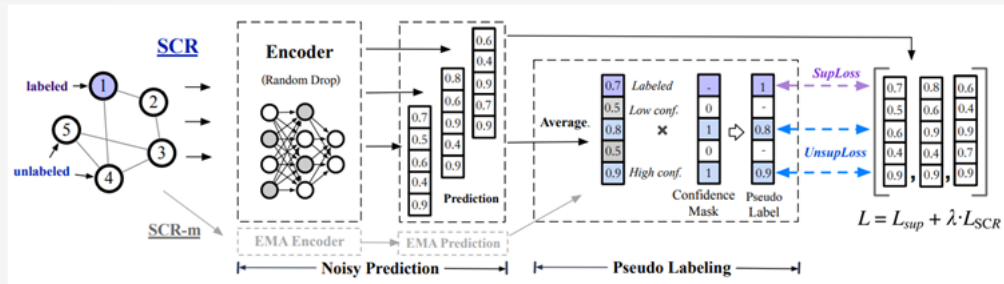 SCR
labeled
1
2
3
4
5
unlabeled
SCR-m
Encoder
(Random Drop)
EMA Encoder
0.7
0.5
0.6
0.4
0.9
0.8
0.6
0.9
0.4
0.9
0.6
0.4
0.9
0.7
0.9
Prediction
EMA Prediction
Noisy Prediction
Average.
0.7 Labeled - 1
0.5 Low conf. 0 -
0.8 × 1 0.8
0.5 0 -
0.9 High conf. 1 0.9
Confidence Mask
Pseudo Label
Pseudo Labeling
SupLoss
UnsupLoss
0.7 0.8 0.6
0.5 0.6 0.4
0.6 0.9 0.9
0.4 0.4 0.7
0.9 , 0.9 , 0.9
L = L_sup + λ·L_SCR